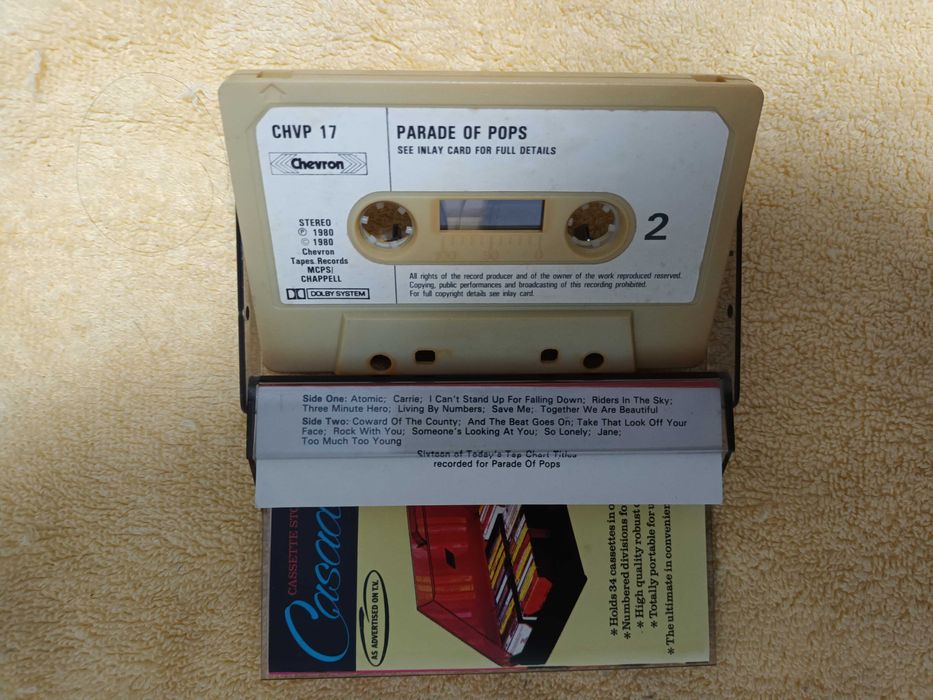 CHVP 17
Chevron
PARADE OF POPS
SEE INLAY CARD FOR FULL DETAILS
2
STEREO
℗ 1980
© 1980
Chevron
Tapes. Records
MCPS/
CHAPPELL
DOLBY SYSTEM
All rights of the record producer and of the owner of the work reproduced reserved.
Copying, public performances and broadcasting of this recording prohibited.
For full copyright details see inlay card.
Side One: Atomic; Carrie; I Can't Stand Up For Falling Down; Riders In The Sky;
Three Minute Hero; Living By Numbers; Save Me; Together We Are Beautiful
Side Two: Coward Of The County; And The Beat Goes On; Take That Look Off Your
Face; Rock With You; Someone's Looking At You; So Lonely; Jane;
Too Much Too Young
Sixteen of Today's Top Chart Titles
recorded for Parade Of Pops
CASSETTE
AS ADVERTISED ON T.V.
*Holds 34 cassettes in
*Numbered divisions
*High quality robust
*Totally portable for
*The ultimate in